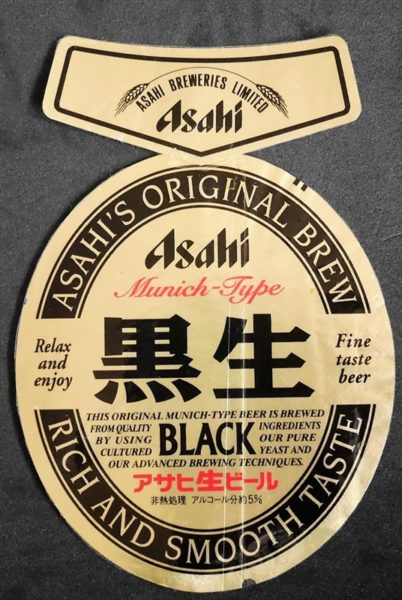 ASAHI BREWERIES LIMITED
Asahi
ASAHI'S ORIGINAL BREW
Asahi
Munich-Type
Relax
and
enjoy
黒生
Fine
taste
beer
THIS ORIGINAL MUNICH-TYPE BEER IS BREWED
FROM QUALITY BLACK INGREDIENTS
BY USING OUR PURE
CULTURED YEAST AND
OUR ADVANCED BREWING TECHNIQUES.
アサヒ生ビール
非熱処理 アルコール分約5%
RICH AND SMOOTH TASTE